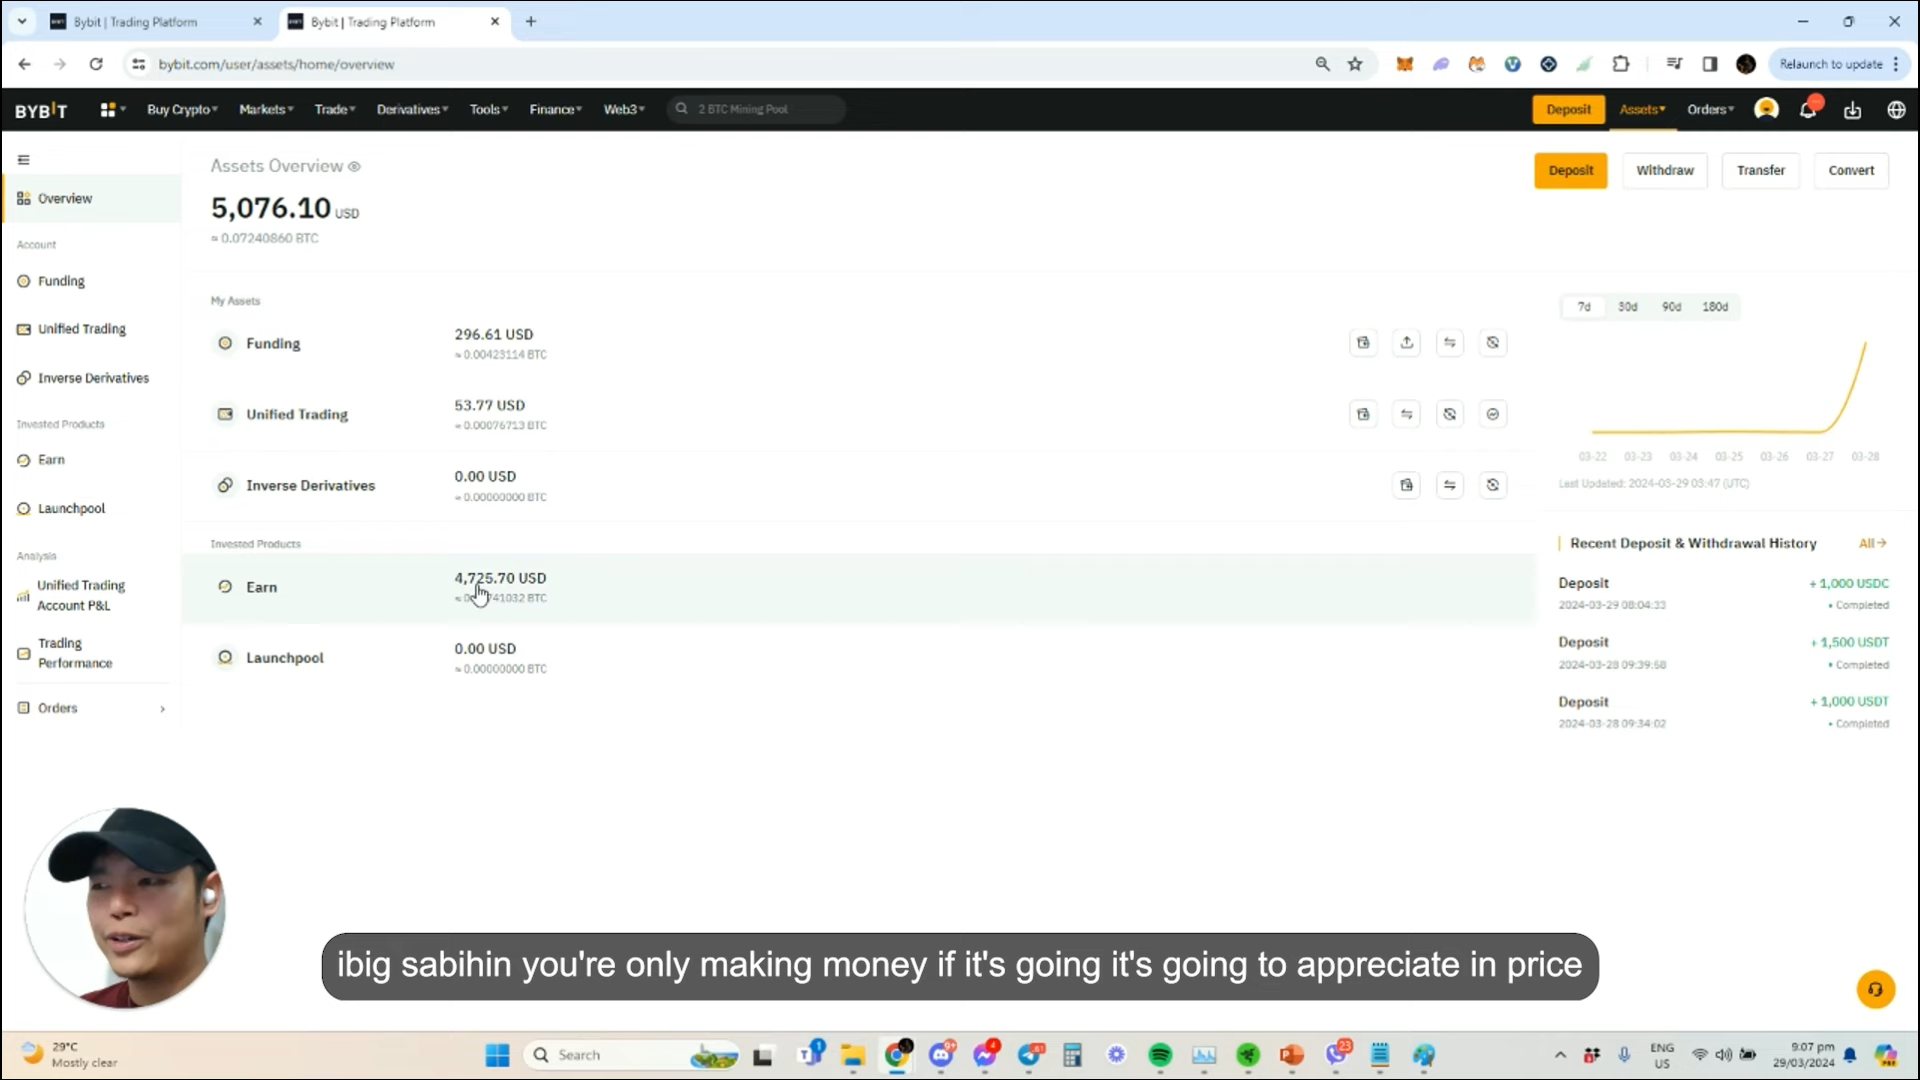 Bybit | Trading Platform
Bybit | Trading Platform
bybit.com/user/assets/home/overview
Relaunch to update
BYBIT
Buy Crypto
Markets
Trade
Derivatives
Tools
Finance
Web3
2 BTC Mining Pool
Deposit
Assets
Orders
Overview
Account
Funding
Unified Trading
Inverse Derivatives
Invested Products
Earn
Launchpool
Analysis
Unified Trading
Account P&L
Trading
Performance
Orders
Assets Overview
5,076.10 USD
≈ 0.07240860 BTC
Deposit
Withdraw
Transfer
Convert
My Assets
Funding
296.61 USD
≈ 0.00423114 BTC
Unified Trading
53.77 USD
≈ 0.00076713 BTC
Inverse Derivatives
0.00 USD
≈ 0.00000000 BTC
Invested Products
Earn
4,725.70 USD
741032 BTC
Launchpool
0.00 USD
≈ 0.00000000 BTC
7d 30d 90d 180d
03-22 03-23 03-24 03-25 03-26 03-27 03-28
Last Updated: 2024-03-29 03:47 (UTC)
Recent Deposit & Withdrawal History
All
Deposit
+ 1,000 USDC
2024-03-29 08:04:33
Completed
Deposit
+ 1,500 USDT
2024-03-28 09:39:58
Completed
Deposit
+ 1,000 USDT
2024-03-28 09:34:02
Completed
ibig sabihin you're only making money if it's going it's going to appreciate in price
29°C
Mostly clear
Search
ENG
US
9:07 pm
29/03/2024